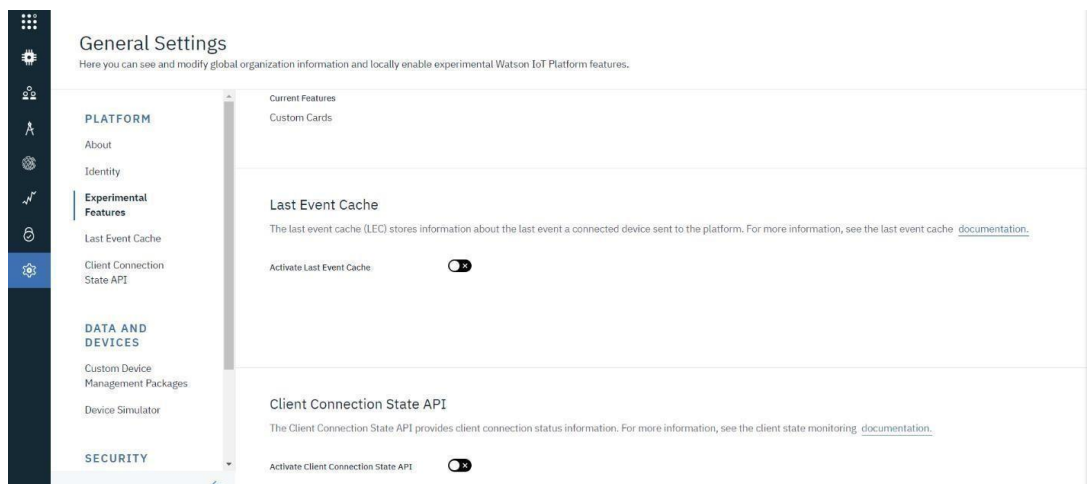 General Settings
Here you can see and modify global organization information and locally enable experimental Watson IoT Platform features.
PLATFORM
About
Identity
Experimental
Features
Last Event Cache
Client Connection
State API
DATA AND
DEVICES
Custom Device
Management Packages
Device Simulator
SECURITY
Current Features
Custom Cards
Last Event Cache
The last event cache (LEC) stores information about the last event a connected device sent to the platform. For more information, see the last event cache documentation.
Activate Last Event Cache
Client Connection State API
The Client Connection State API provides client connection status information. For more information, see the client state monitoring documentation.
Activate Client Connection State API